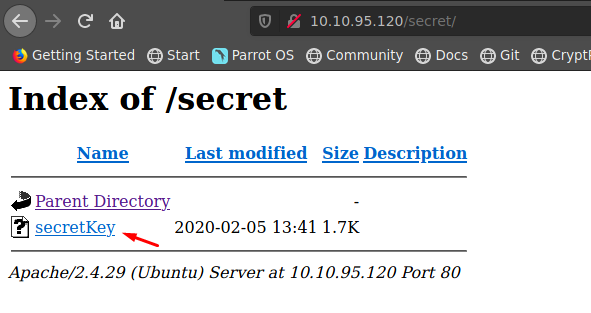 10.10.95.120/secret/
Getting Started Start Parrot OS Community Docs Git CryptP
Index of /secret
Name Last modified Size Description
Parent Directory -
secretKey 2020-02-05 13:41 1.7K
Apache/2.4.29 (Ubuntu) Server at 10.10.95.120 Port 80